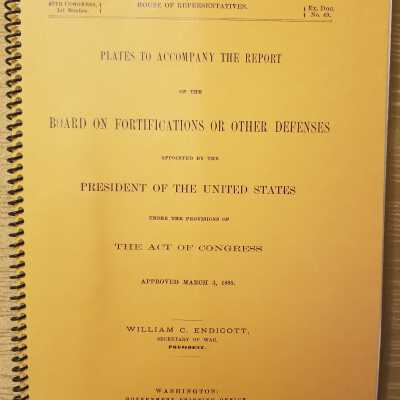 49TH CONGRESS, HOUSE OF REPRESENTATIVES. Ex. Doc.
1st Session. No. 49.
PLATES TO ACCOMPANY THE REPORT
OF THE
BOARD ON FORTIFICATIONS OR OTHER DEFENSES
APPOINTED BY THE
PRESIDENT OF THE UNITED STATES
UNDER THE PROVISIONS OF
THE ACT OF CONGRESS
APPROVED MARCH 3, 1885.
WILLIAM C. ENDICOTT,
SECRETARY OF WAR,
PRESIDENT.
WASHINGTON:
GOVERNMENT PRINTING OFFICE.